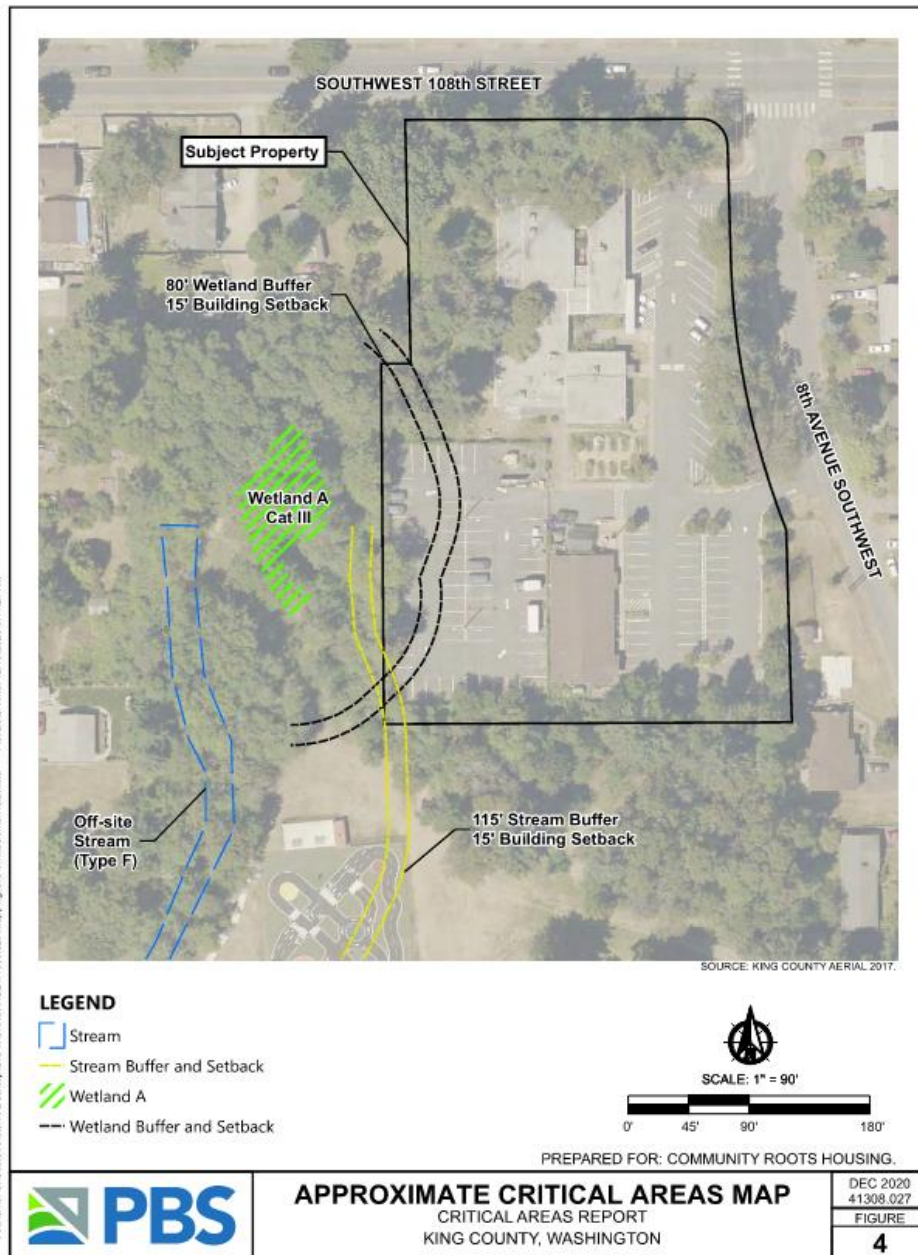 SOUTHWEST 108th STREET
Subject Property
80' Wetland Buffer
15' Building Setback
8th AVENUE SOUTHWEST
Wetland A
Cat III
Off-site
Stream
(Type F)
115' Stream Buffer
15' Building Setback
SOURCE: KING COUNTY AERIAL 2017.
LEGEND
Stream
Stream Buffer and Setback
Wetland A
Wetland Buffer and Setback
SCALE: 1" = 90'
0' 45' 90' 180'
PREPARED FOR: COMMUNITY ROOTS HOUSING.
PBS
APPROXIMATE CRITICAL AREAS MAP
CRITICAL AREAS REPORT
KING COUNTY, WASHINGTON
DEC 2020
41308.027
FIGURE
4